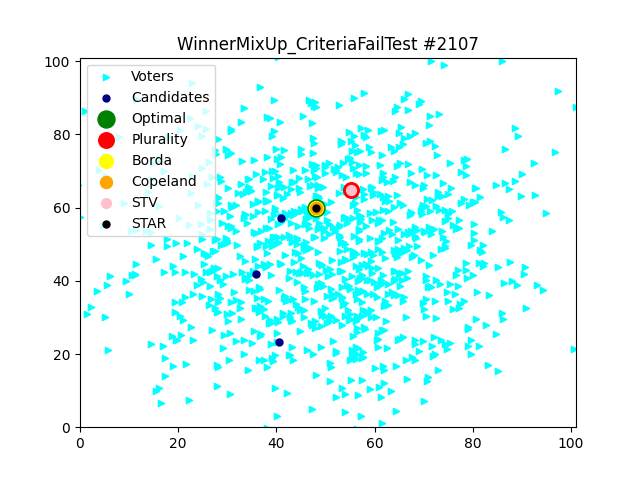 WinnerMixUp_CriteriaFailTest #2107
100
80
60
40
20
0
0
20
40
60
80
100
Voters
Candidates
Optimal
Plurality
Borda
Copeland
STV
STAR